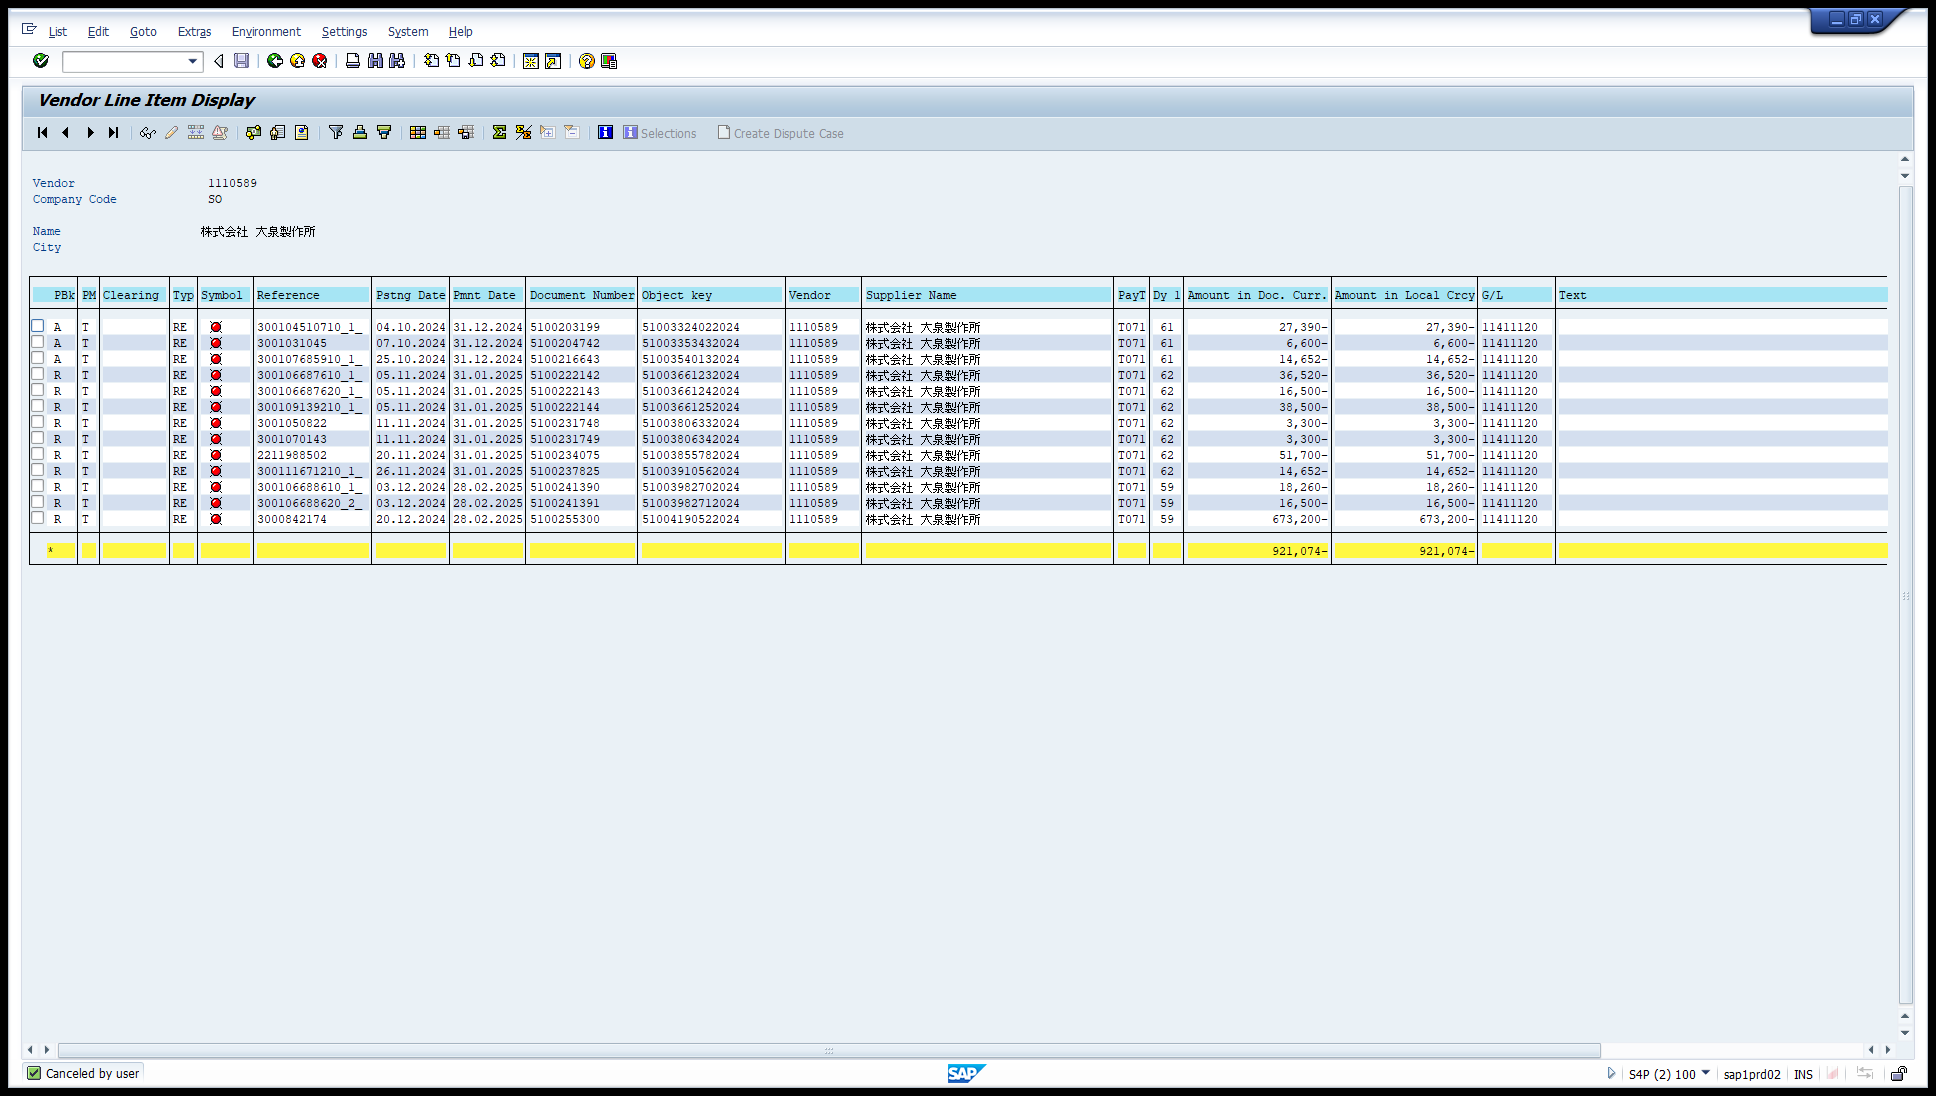 List Edit Goto Extras Environment Settings System Help
Vendor Line Item Display
Selections Create Dispute Case
Vendor 1110589
Company Code SO
Name 株式会社 大泉製作所
City
PBk PM Clearing Typ Symbol Reference Pstng Date Pmnt Date Document Number Object key Vendor Supplier Name PayT Dy 1 Amount in Doc. Curr. Amount in Local Crcy G/L Text
A T RE 300104510710_1_ 04.10.2024 31.12.2024 5100203199 51003324022024 1110589 株式会社 大泉製作所 T071 61 27,390- 27,390- 11411120
A T RE 3001031045 07.10.2024 31.12.2024 5100204742 51003353432024 1110589 株式会社 大泉製作所 T071 61 6,600- 6,600- 11411120
A T RE 300107685910_1_ 25.10.2024 31.12.2024 5100216643 51003540132024 1110589 株式会社 大泉製作所 T071 61 14,652- 14,652- 11411120
R T RE 300106687610_1_ 05.11.2024 31.01.2025 5100222142 51003661232024 1110589 株式会社 大泉製作所 T071 62 36,520- 36,520- 11411120
R T RE 300106687620_1_ 05.11.2024 31.01.2025 5100222143 51003661242024 1110589 株式会社 大泉製作所 T071 62 16,500- 16,500- 11411120
R T RE 300109139210_1_ 05.11.2024 31.01.2025 5100222144 51003661252024 1110589 株式会社 大泉製作所 T071 62 38,500- 38,500- 11411120
R T RE 3001050822 11.11.2024 31.01.2025 5100231748 51003806332024 1110589 株式会社 大泉製作所 T071 62 3,300- 3,300- 11411120
R T RE 3001070143 11.11.2024 31.01.2025 5100231749 51003806342024 1110589 株式会社 大泉製作所 T071 62 3,300- 3,300- 11411120
R T RE 2211988502 20.11.2024 31.01.2025 5100234075 51003855782024 1110589 株式会社 大泉製作所 T071 62 51,700- 51,700- 11411120
R T RE 300111671210_1_ 26.11.2024 31.01.2025 5100237825 51003910562024 1110589 株式会社 大泉製作所 T071 62 14,652- 14,652- 11411120
R T RE 300106688610_1_ 03.12.2024 28.02.2025 5100241390 51003982702024 1110589 株式会社 大泉製作所 T071 59 18,260- 18,260- 11411120
R T RE 300106688620_2_ 03.12.2024 28.02.2025 5100241391 51003982712024 1110589 株式会社 大泉製作所 T071 59 16,500- 16,500- 11411120
R T RE 3000842174 20.12.2024 28.02.2025 5100255300 51004190522024 1110589 株式会社 大泉製作所 T071 59 673,200- 673,200- 11411120
* 921,074- 921,074-
Canceled by user SAP S4P (2) 100 sap1prd02 INS